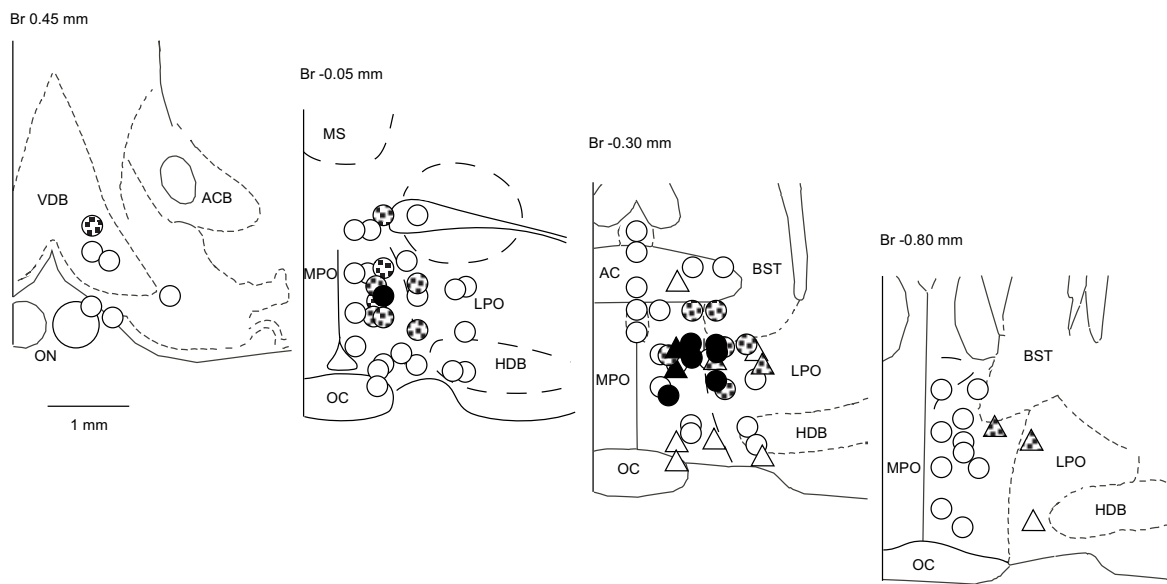 Br 0.45 mm
VDB
ACB
ON
1 mm
Br -0.05 mm
MS
MPO
LPO
HDB
OC
Br -0.30 mm
AC
BST
MPO
LPO
HDB
OC
Br -0.80 mm
BST
MPO
LPO
HDB
OC